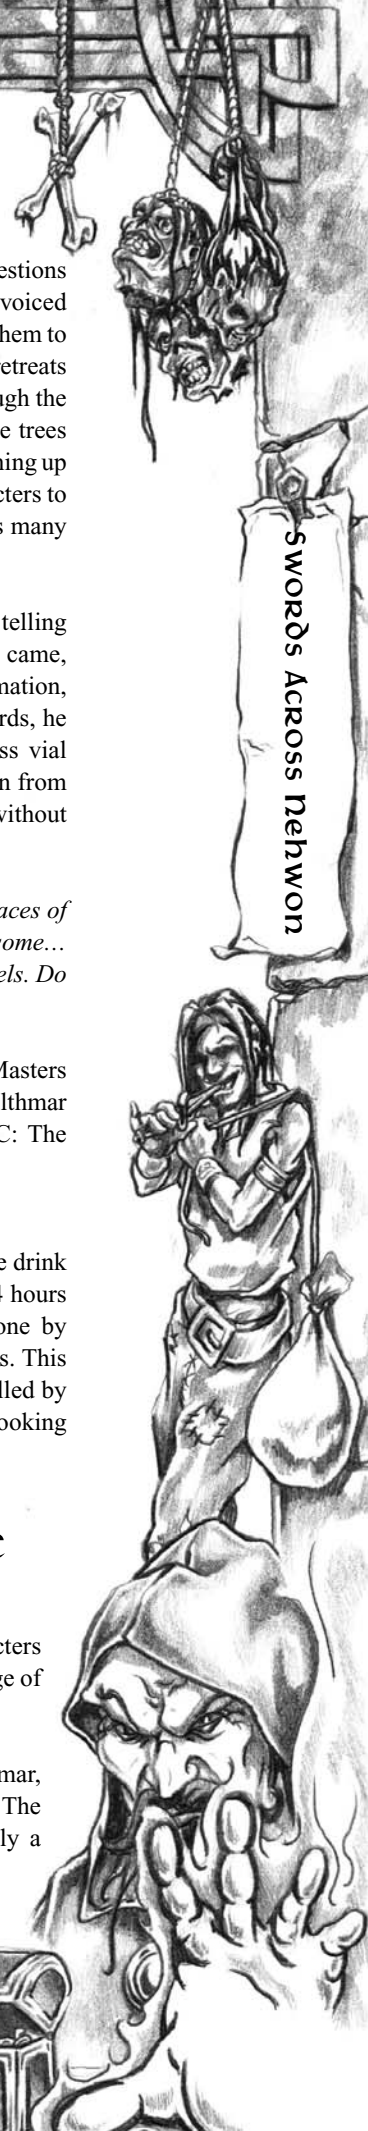 estions
voiced
hem to
etreats
ugh the
e trees
ning up
cters to
s many
telling
came,
mation,
rds, he
ss vial
n from
without
aces of
some…
els. Do
Masters
lthmar
C: The
e drink
4 hours
one by
s. This
lled by
ooking
cters
ge of
mar,
The
ly a
Swords Across Nehwon